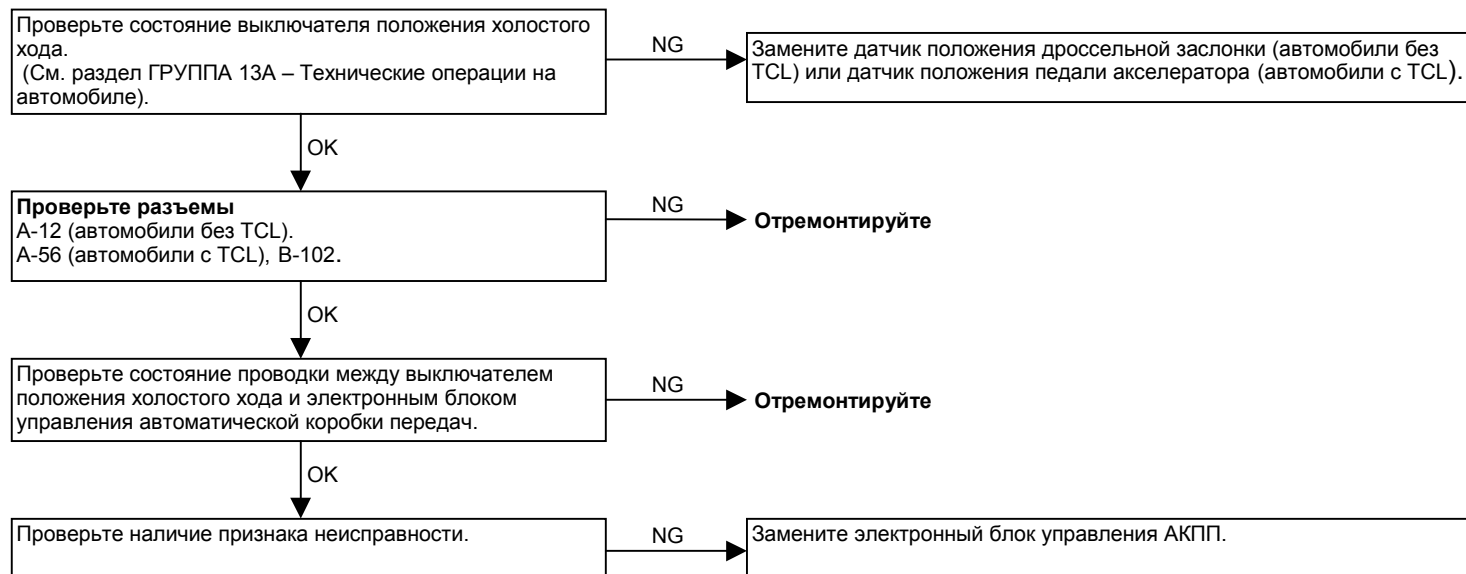 Проверьте состояние выключателя положения холостого
хода.
(См. раздел ГРУППА 13А – Технические операции на
автомобиле).
NG
Замените датчик положения дроссельной заслонки (автомобили без
TCL) или датчик положения педали акселератора (автомобили с TCL).
OK
Проверьте разъемы
А-12 (автомобили без TCL).
А-56 (автомобили с TCL), В-102.
NG
Отремонтируйте
OK
Проверьте состояние проводки между выключателем
положения холостого хода и электронным блоком
управления автоматической коробки передач.
NG
Отремонтируйте
OK
Проверьте наличие признака неисправности.
NG
Замените электронный блок управления АКПП.